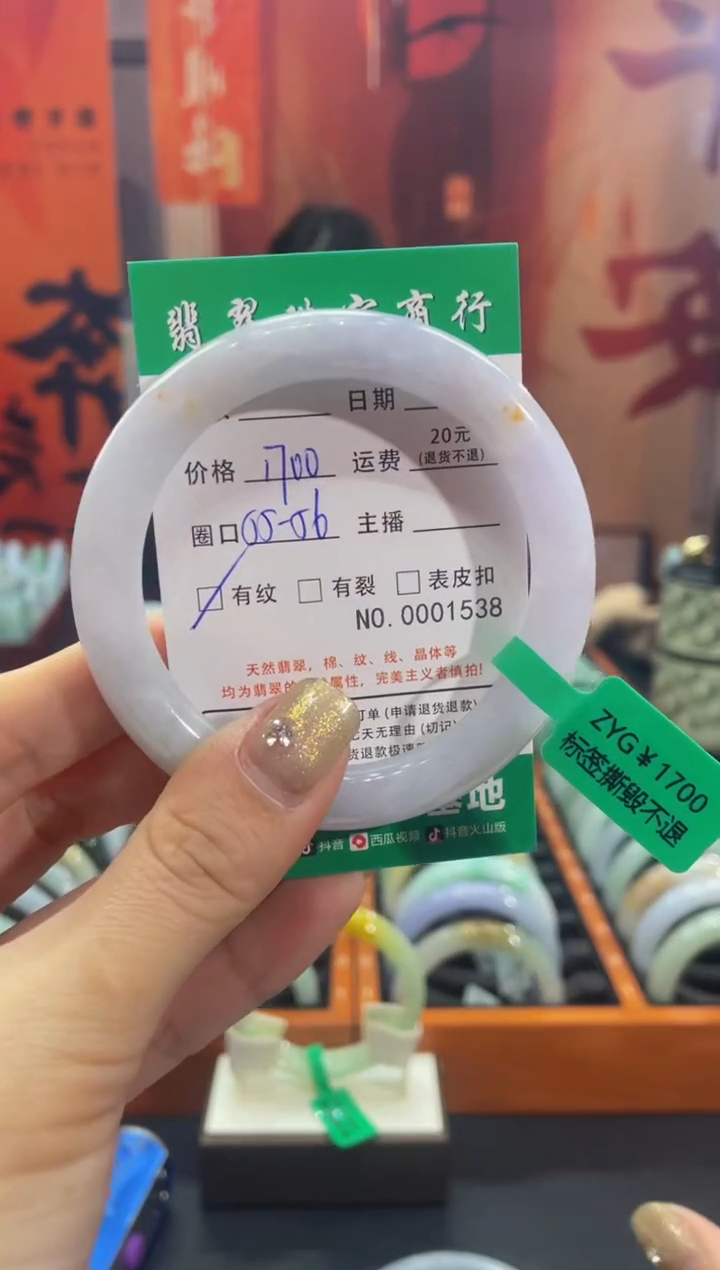 翡翠珠宝商行
日期
价格 1700 运费 20元
(退货不退)
圈口 55-56 主播
有纹 有裂 表皮扣
NO.0001538
天然翡翠，棉、纹、线、晶体等
均为翡翠的 属性，完美主义者慎拍!
订单(申请退货退款)
七天无理由(切记)
货退款极速
基地
抖音 西瓜视频 抖音火山版
ZYG￥1700
标签撕毁不退